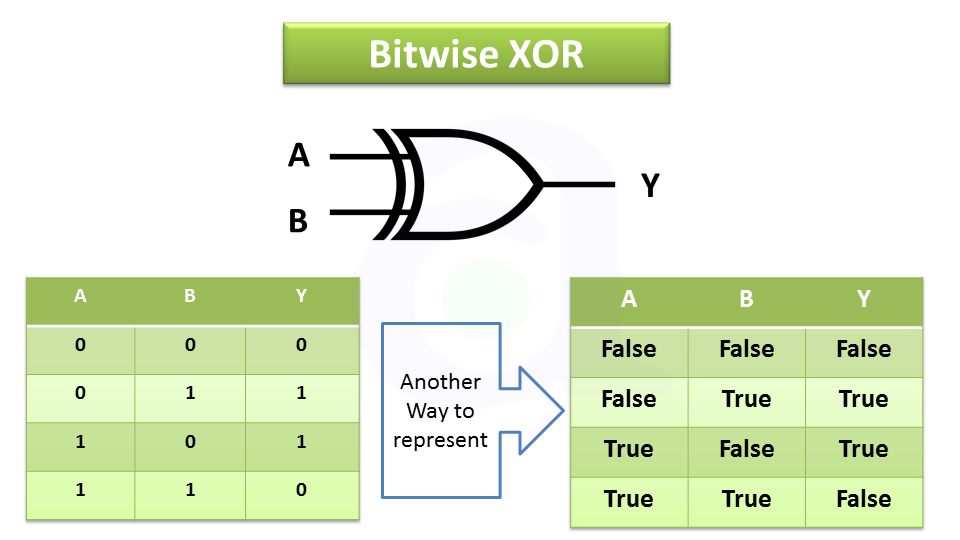 Bitwise XOR
A
B
Y
A B Y
0 0 0
0 1 1
1 0 1
1 1 0
Another
Way to
represent
A B Y
False False False
False True True
True False True
True True False